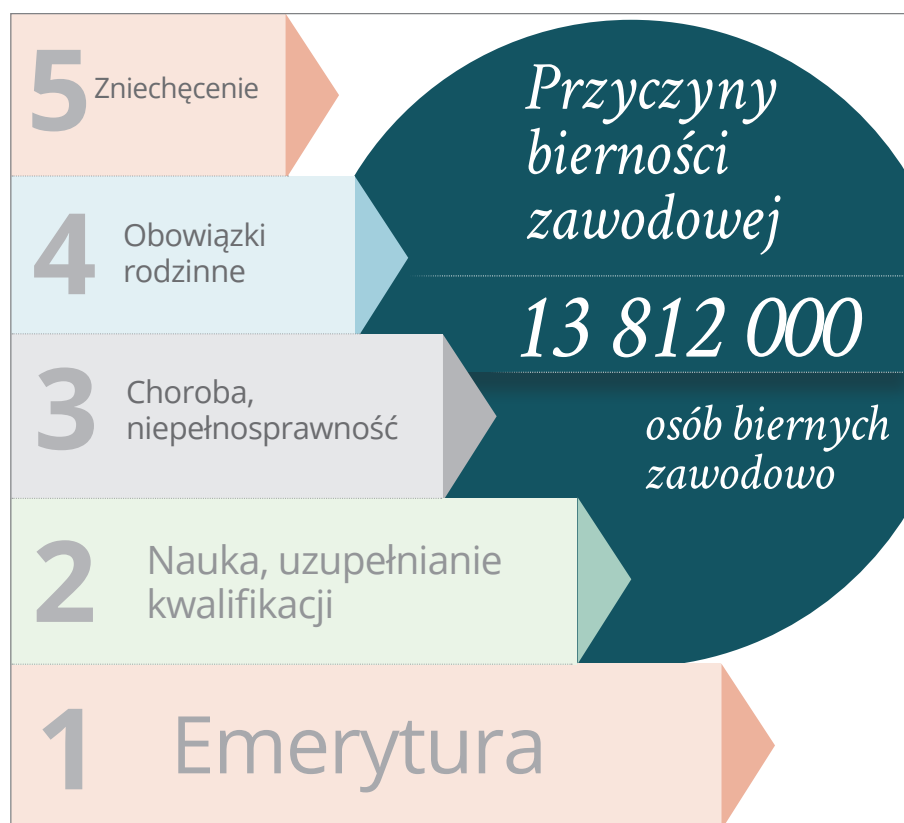 5 Zniechęcenie
4 Obowiązki
rodzinne
3 Choroba,
niepełnosprawność
2 Nauka, uzupełnianie
kwalifikacji
1 Emerytura
Przyczyny
bierności
zawodowej
13 812 000
osób biernych
zawodowo